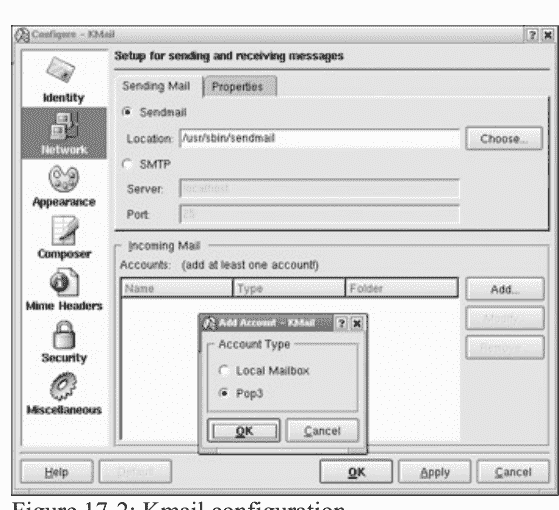 Configure - KMail
Setup for sending and receiving messages
Identity
Network
Appearance
Composer
Mime Headers
Security
Miscellaneous
Sending Mail
Properties
Sendmail
Location: /usr/sbin/sendmail
Choose...
SMTP
Server: localhost
Port: 25
Incoming Mail
Accounts: (add at least one account!)
Name Type Folder
Add...
Modify...
Remove...
Add Account - KMail
Account Type
Local Mailbox
Pop3
OK Cancel
Help Default OK Apply Cancel
Figure 17-2: Kmail configuration